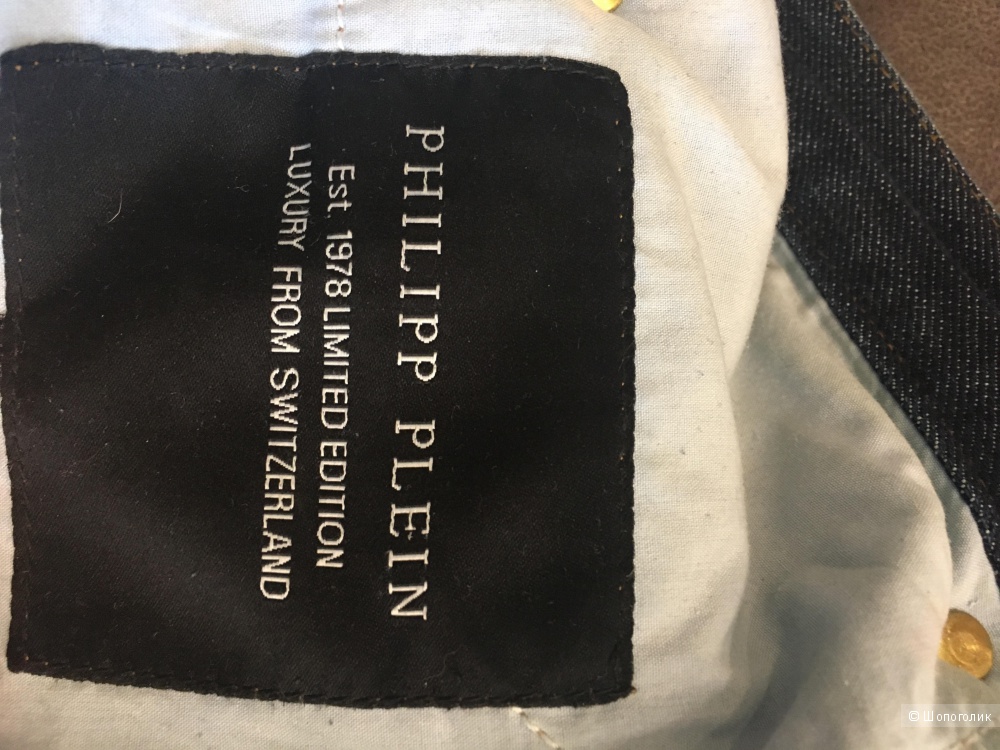 PHILIPP PLEIN
Est. 1978 LIMITED EDITION
LUXURY FROM SWITZERLAND
© Шопоголик